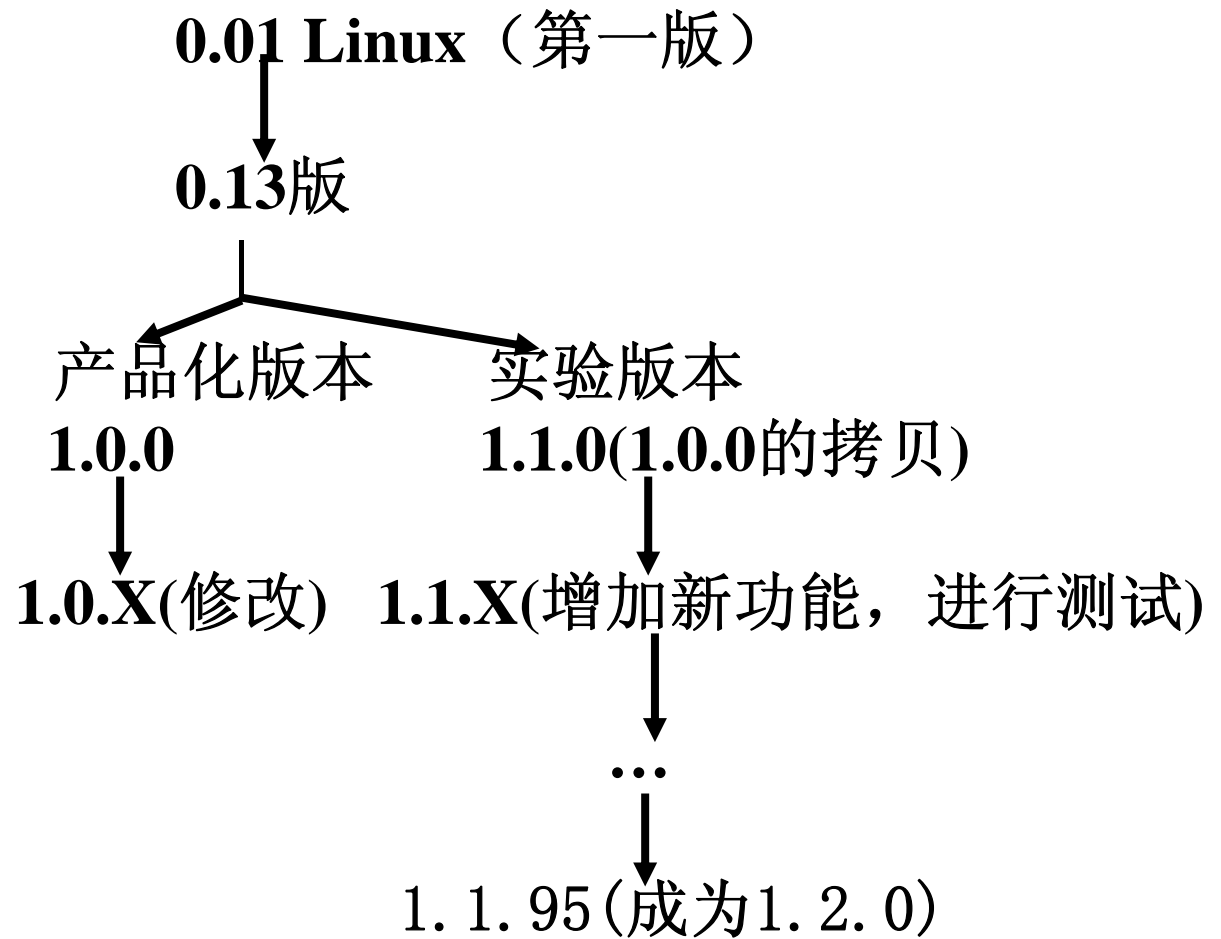 0.01 Linux（第一版）
0.13版
产品化版本 实验版本
1.0.0 1.1.0(1.0.0的拷贝)
1.0.X(修改) 1.1.X(增加新功能，进行测试)
...
1.1.95(成为1.2.0)